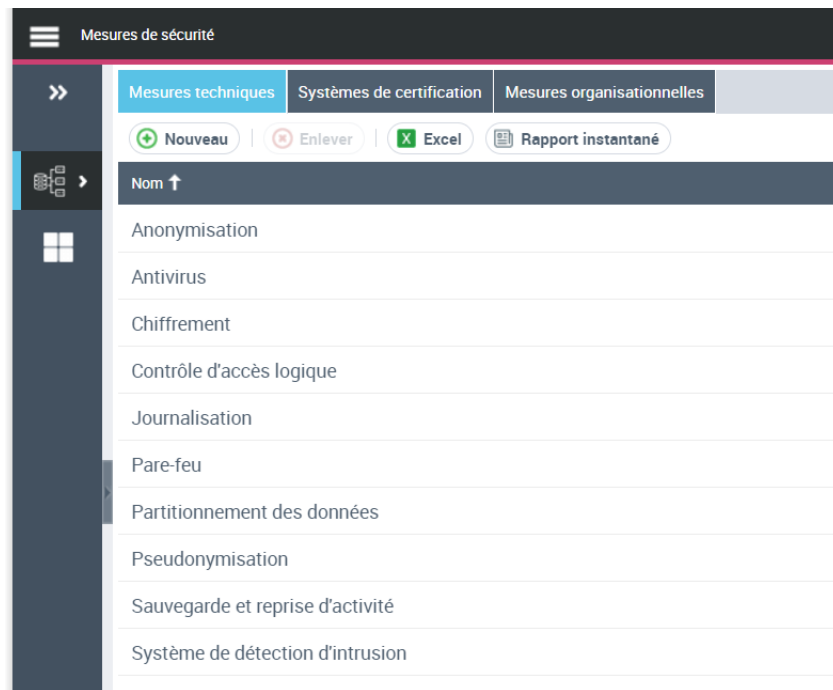 Mesures de sécurité
Mesures techniques Systèmes de certification Mesures organisationnelles
Nouveau Enlever Excel Rapport instantané
Nom
Anonymisation
Antivirus
Chiffrement
Contrôle d'accès logique
Journalisation
Pare-feu
Partitionnement des données
Pseudonymisation
Sauvegarde et reprise d'activité
Système de détection d'intrusion